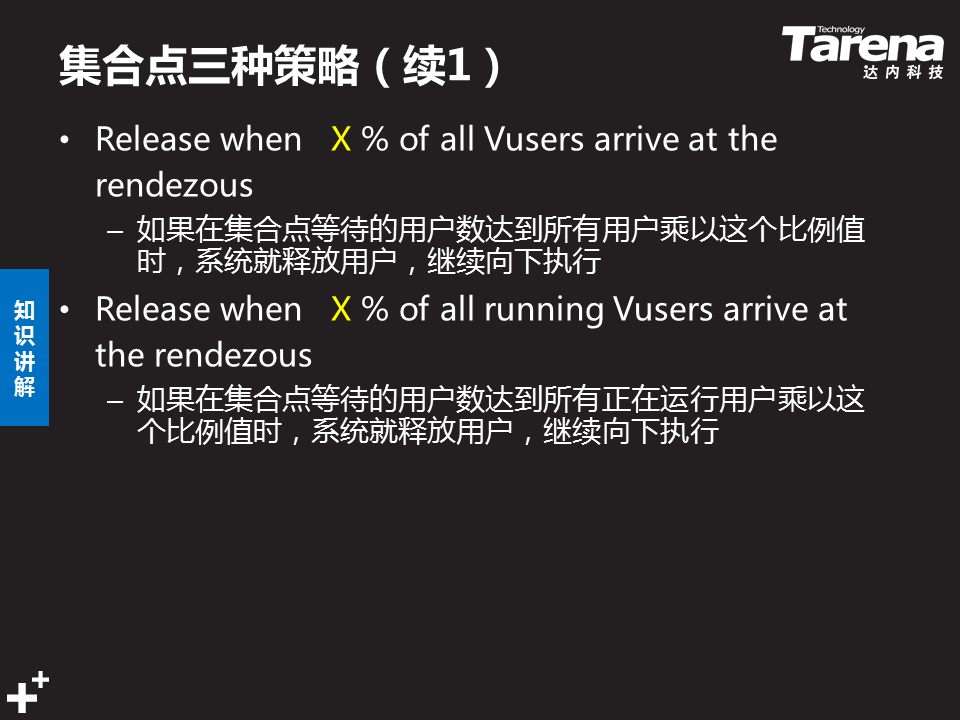 集合点三种策略（续1）
Technology
Tarena
达内科技
• Release when X % of all Vusers arrive at the
rendezous
– 如果在集合点等待的用户数达到所有用户乘以这个比例值
时，系统就释放用户，继续向下执行
知识讲解
• Release when X % of all running Vusers arrive at
the rendezous
– 如果在集合点等待的用户数达到所有正在运行用户乘以这
个比例值时，系统就释放用户，继续向下执行